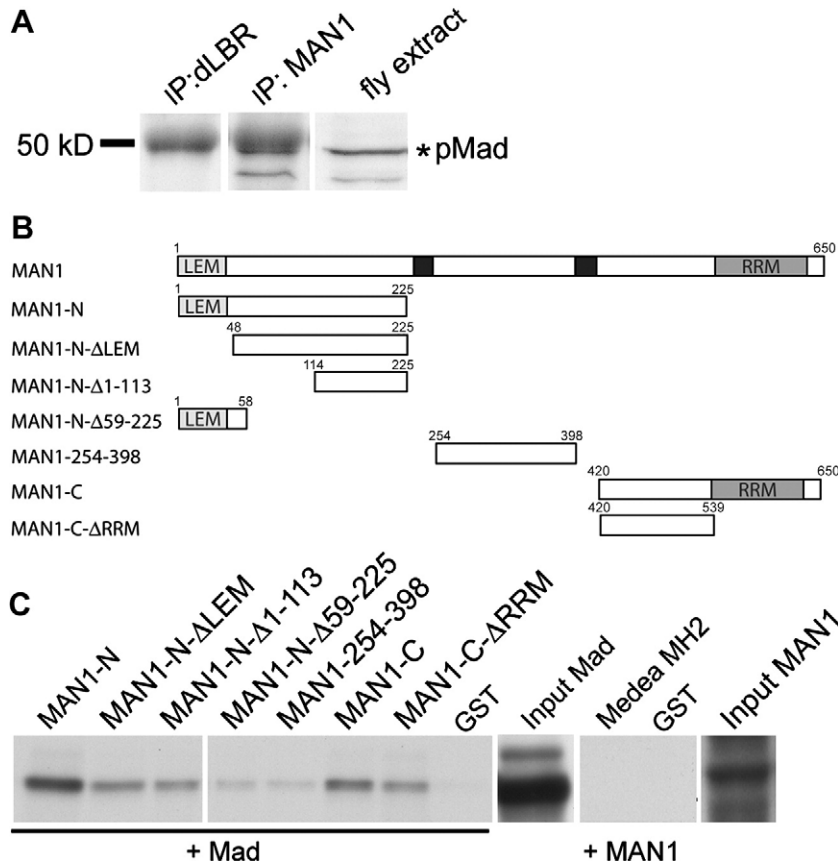 A
IP:dLBR
IP: MAN1
fly extract
50 kD
* pMad
B
1 650
MAN1 LEM RRM
1 225
MAN1-N LEM
48 225
MAN1-N-ΔLEM
114 225
MAN1-N-Δ1-113
1 58
MAN1-N-Δ59-225 LEM
254 398
MAN1-254-398
420 650
MAN1-C RRM
420 539
MAN1-C-ΔRRM
C
MAN1-N
MAN1-N-ΔLEM
MAN1-N-Δ1-113
MAN1-N-Δ59-225
MAN1-254-398
MAN1-C
MAN1-C-ΔRRM
GST
Input Mad
Medea MH2
GST
Input MAN1
+ Mad
+ MAN1